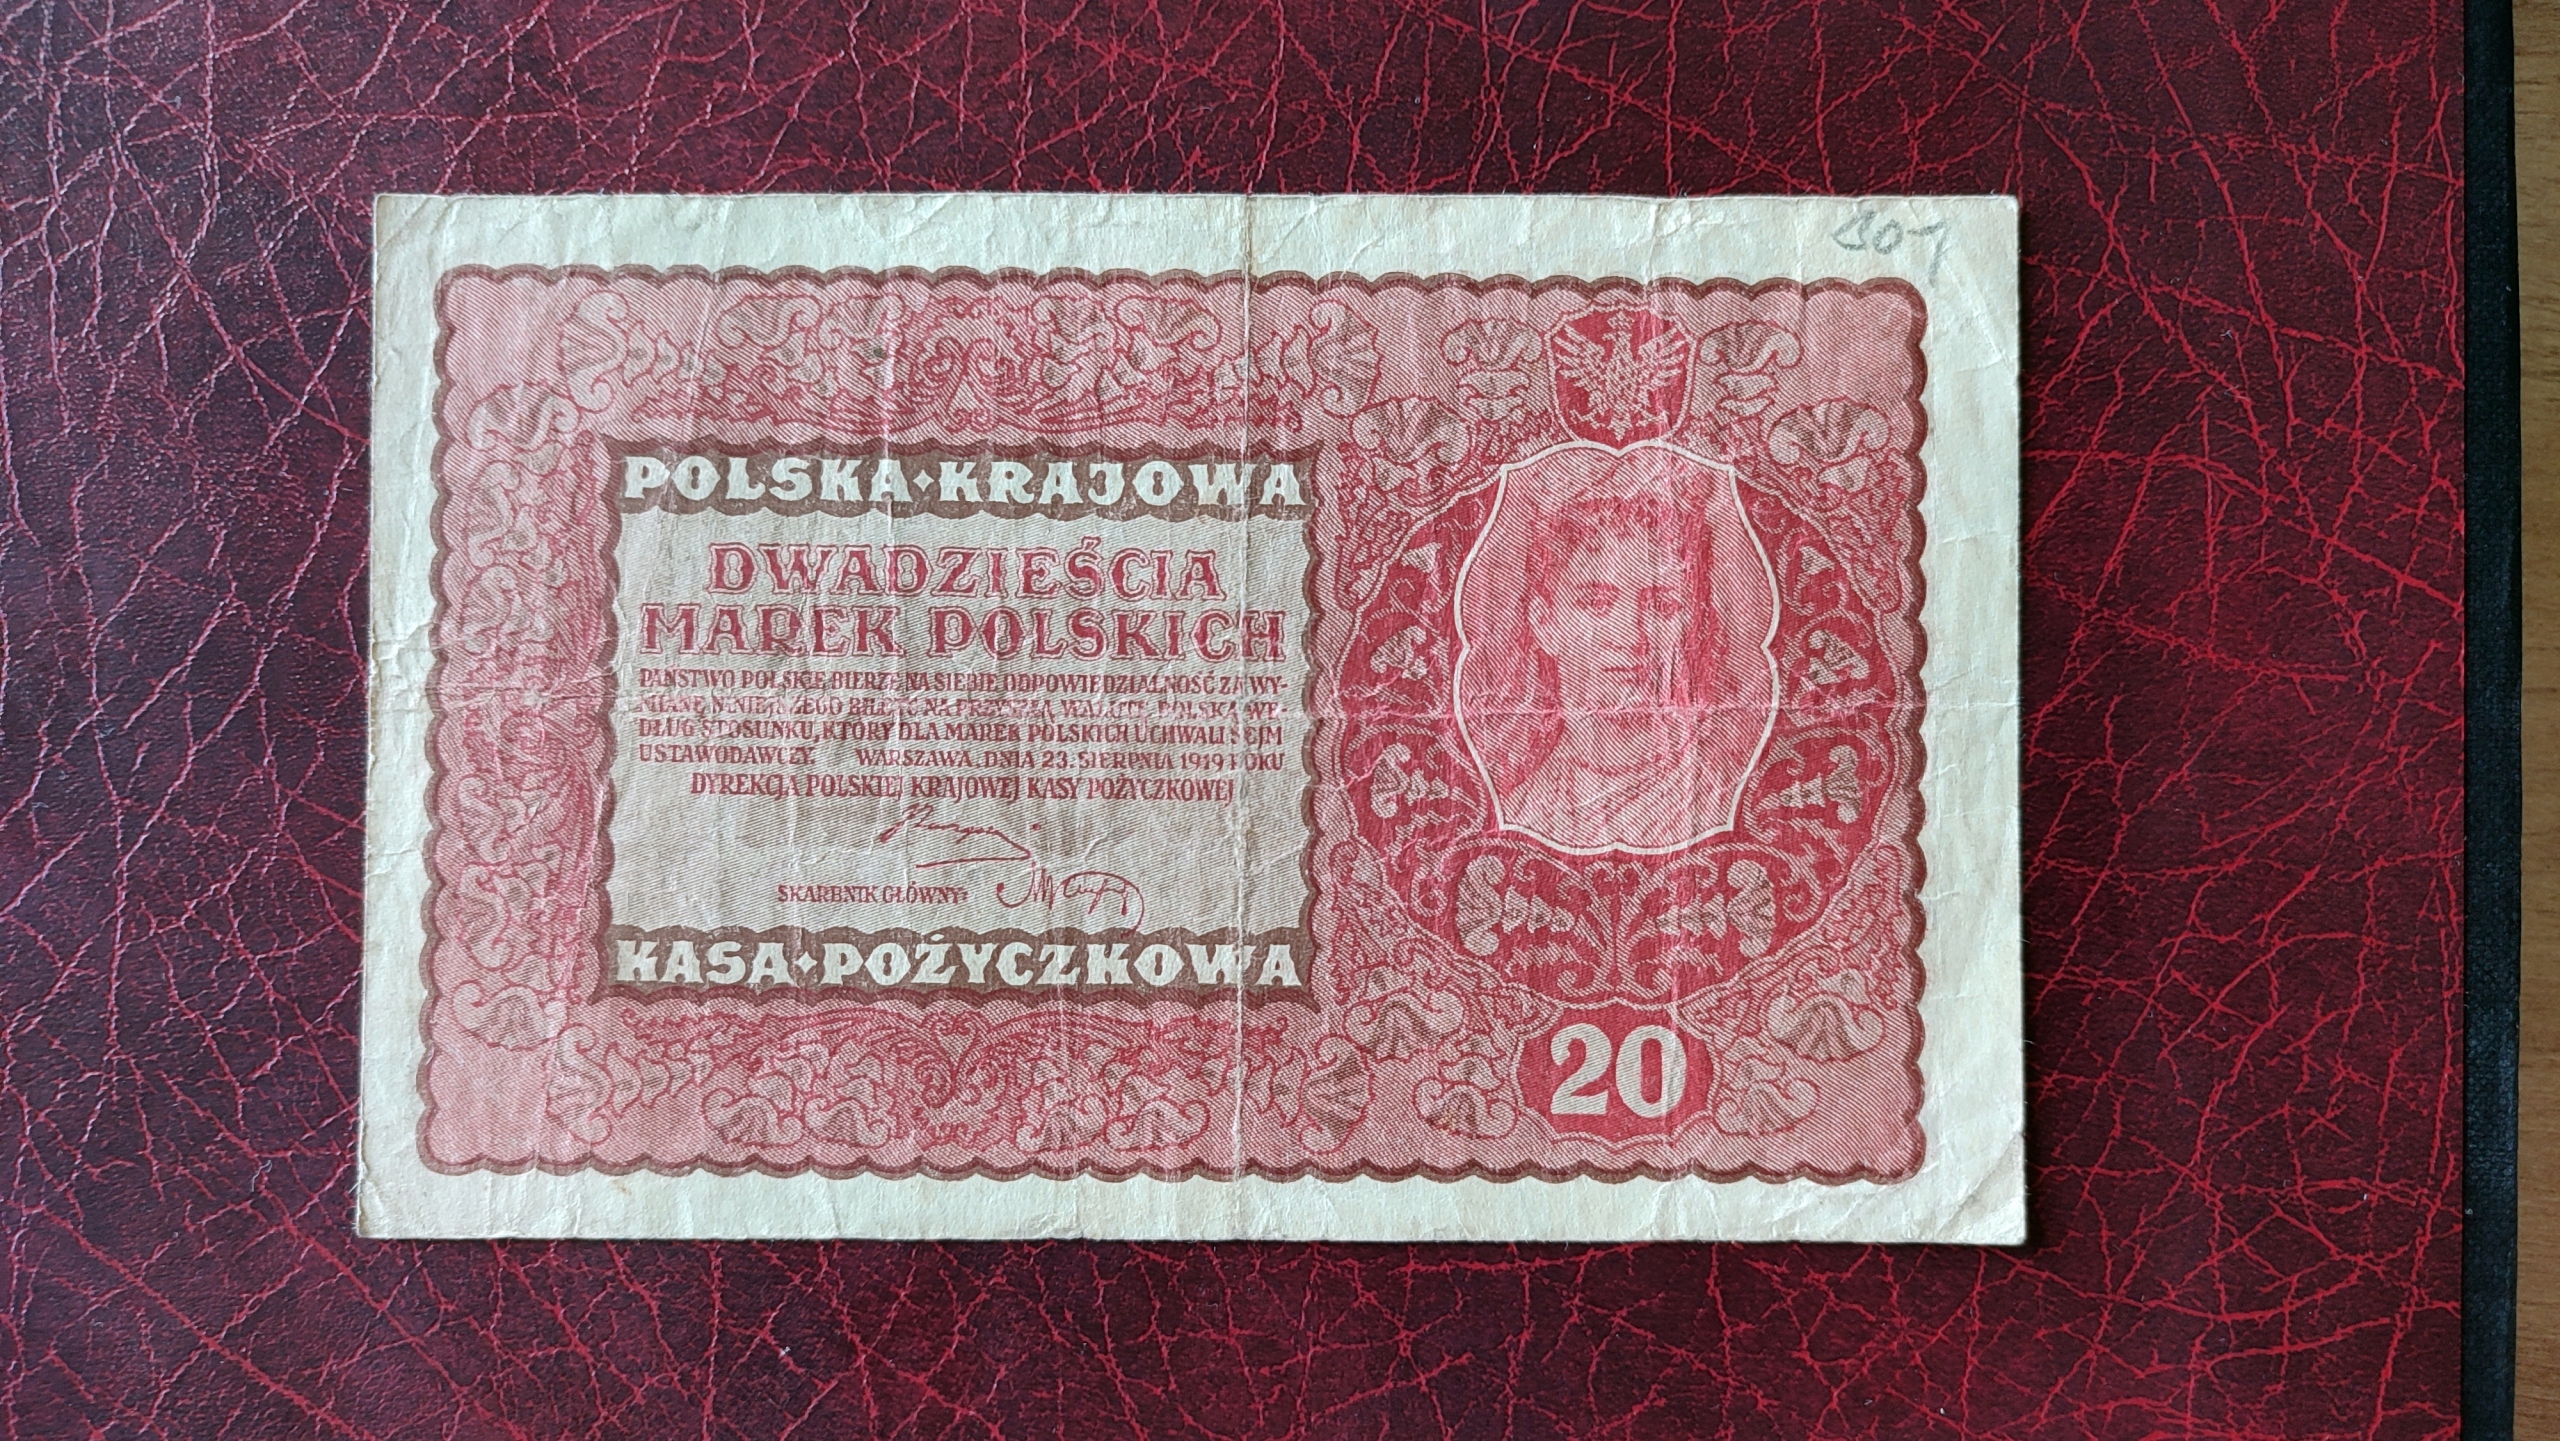 POLSKA·KRAJOWA
DWADZIEŚCIA
MAREK POLSKICH
PAŃSTWO POLSKIE BIERZE NA SIEBIE ODPOWIEDZIALNOŚĆ ZA WY-
MIANĘ NINIEJSZEGO BILETU NA PRZYSZŁĄ WALUTĘ POLSKĄ WE-
DŁUG STOSUNKU, KTÓRY DLA MAREK POLSKICH UCHWALI SEJM
USTAWODAWCZY. WARSZAWA, DNIA 23. SIERPNIA 1919 ROKU
DYREKCJA POLSKIEJ KRAJOWEJ KASY POŻYCZKOWEJ
SKARBNIK GŁÓWNY:
KASA·POŻYCZKOWA
20